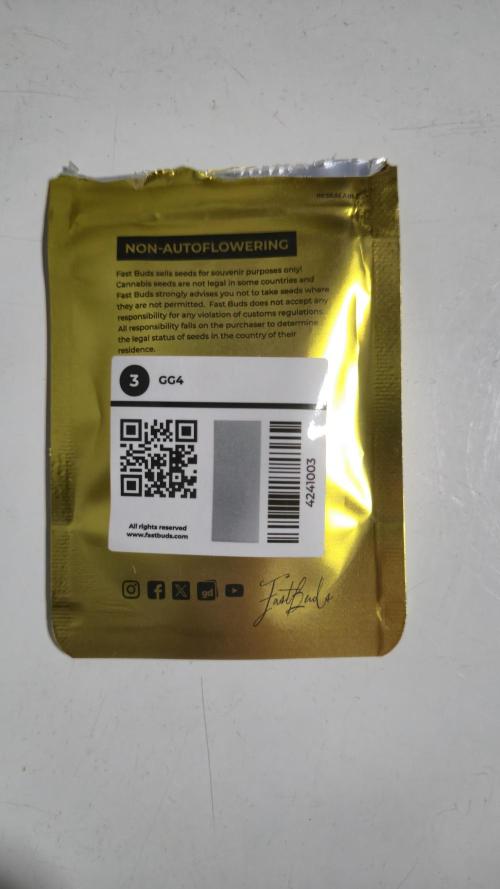 RESEALABLE
NON-AUTOFLOWERING
Fast Buds sells seeds for souvenir purposes only!
Cannabis seeds are not legal in some countries and
Fast Buds strongly advises you not to take seeds where
they are not permitted. Fast Buds does not accept any
responsibility for any violation of customs regulations.
All responsibility falls on the purchaser to determine
the legal status of seeds in the country of their
residence.
3 GG4
4241003
All rights reserved
www.fastbuds.com
gd
FastBuds